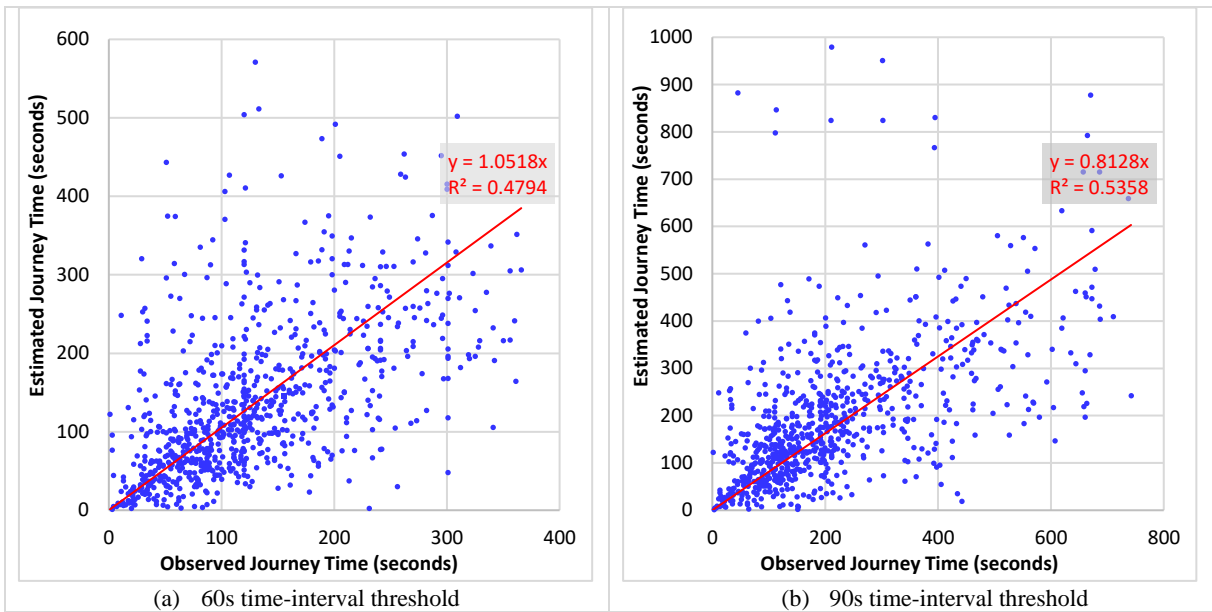 600
500
400
300
200
100
0
0 100 200 300 400
Estimated Journey Time (seconds)
Observed Journey Time (seconds)
y = 1.0518x
R² = 0.4794
(a) 60s time-interval threshold
1000
900
800
700
600
500
400
300
200
100
0
0 200 400 600 800
Estimated Journey Time (seconds)
Observed Journey Time (seconds)
y = 0.8128x
R² = 0.5358
(b) 90s time-interval threshold